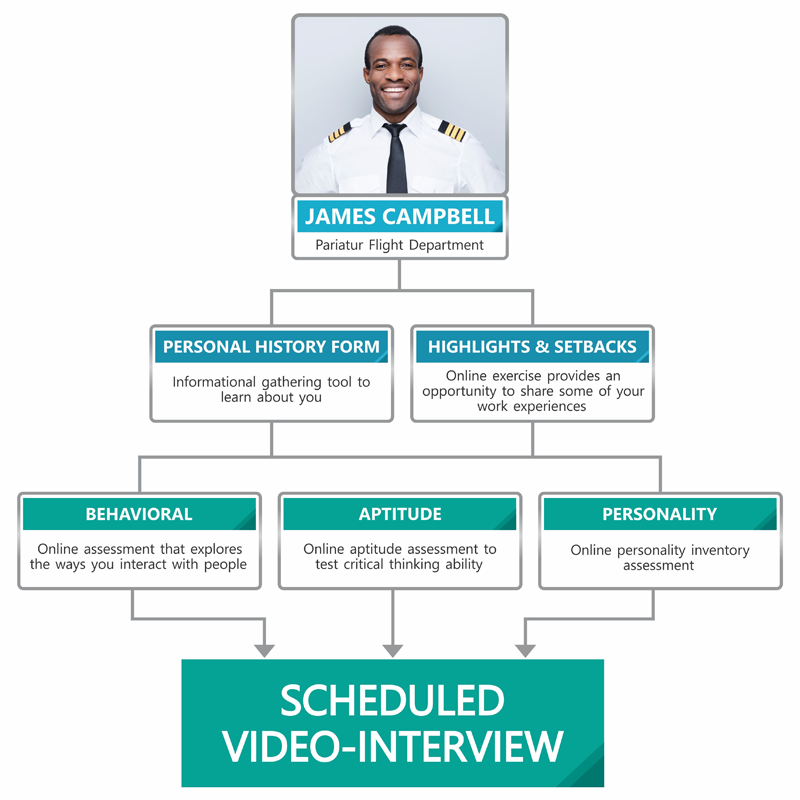 JAMES CAMPBELL
Pariatur Flight Department
PERSONAL HISTORY FORM
Informational gathering tool to
learn about you
HIGHLIGHTS & SETBACKS
Online exercise provides an
opportunity to share some of your
work experiences
BEHAVIORAL
Online assessment that explores
the ways you interact with people
APTITUDE
Online aptitude assessment to
test critical thinking ability
PERSONALITY
Online personality inventory
assessment
SCHEDULED
VIDEO-INTERVIEW